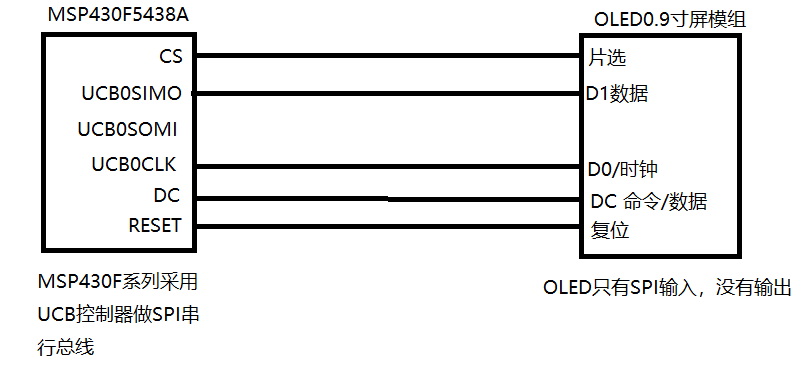 MSP430F5438A
OLED0.9寸屏模组
CS
片选
UCB0SIMO
D1数据
UCB0SOMI
UCB0CLK
D0/时钟
DC
DC 命令/数据
RESET
复位
MSP430F系列采用
UCB控制器做SPI串
行总线
OLED只有SPI输入，没有输出